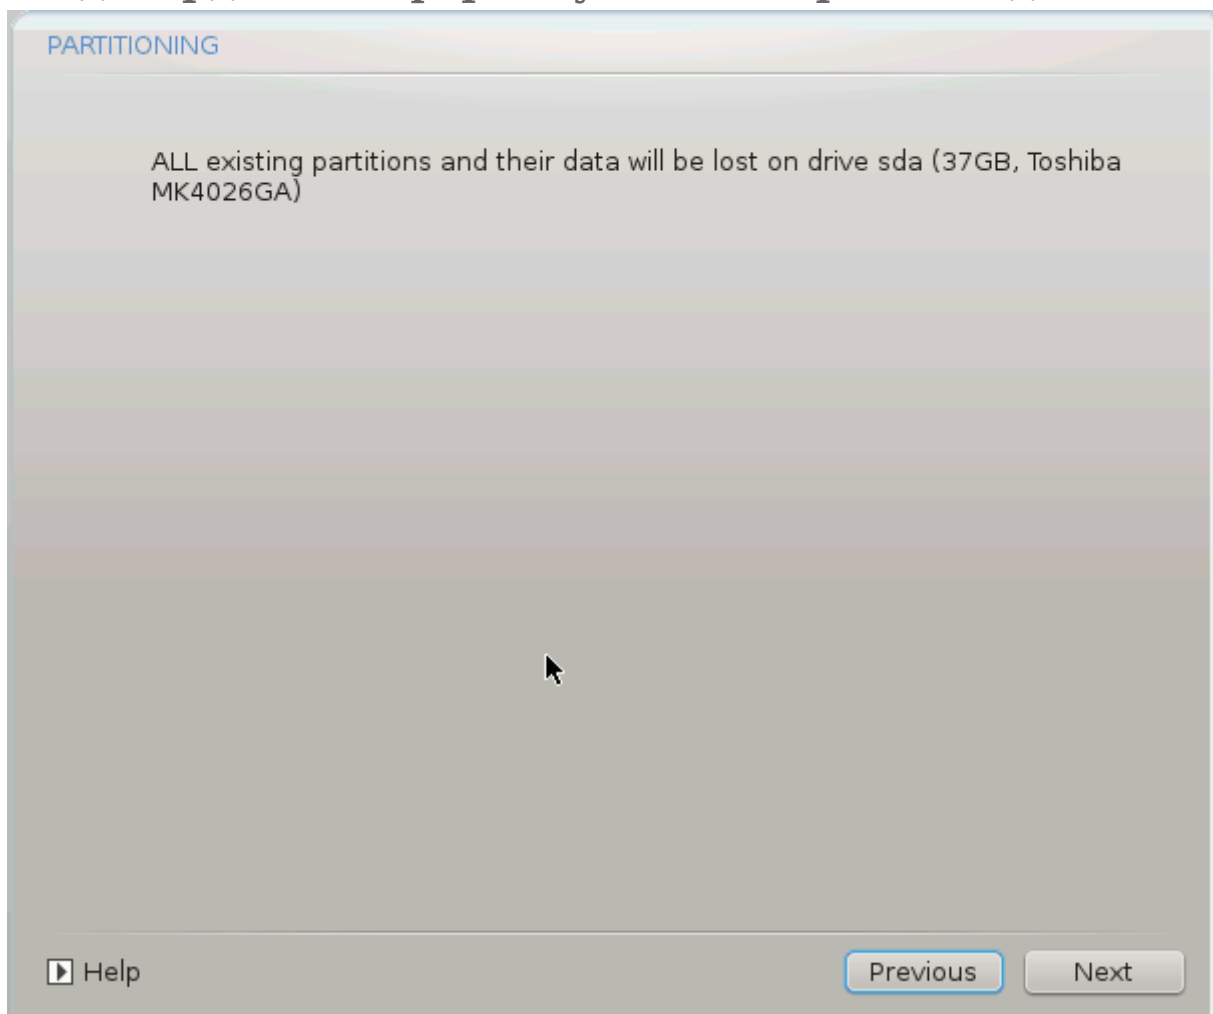 PARTITIONING
ALL existing partitions and their data will be lost on drive sda (37GB, Toshiba
MK4026GA)
Help
Previous
Next